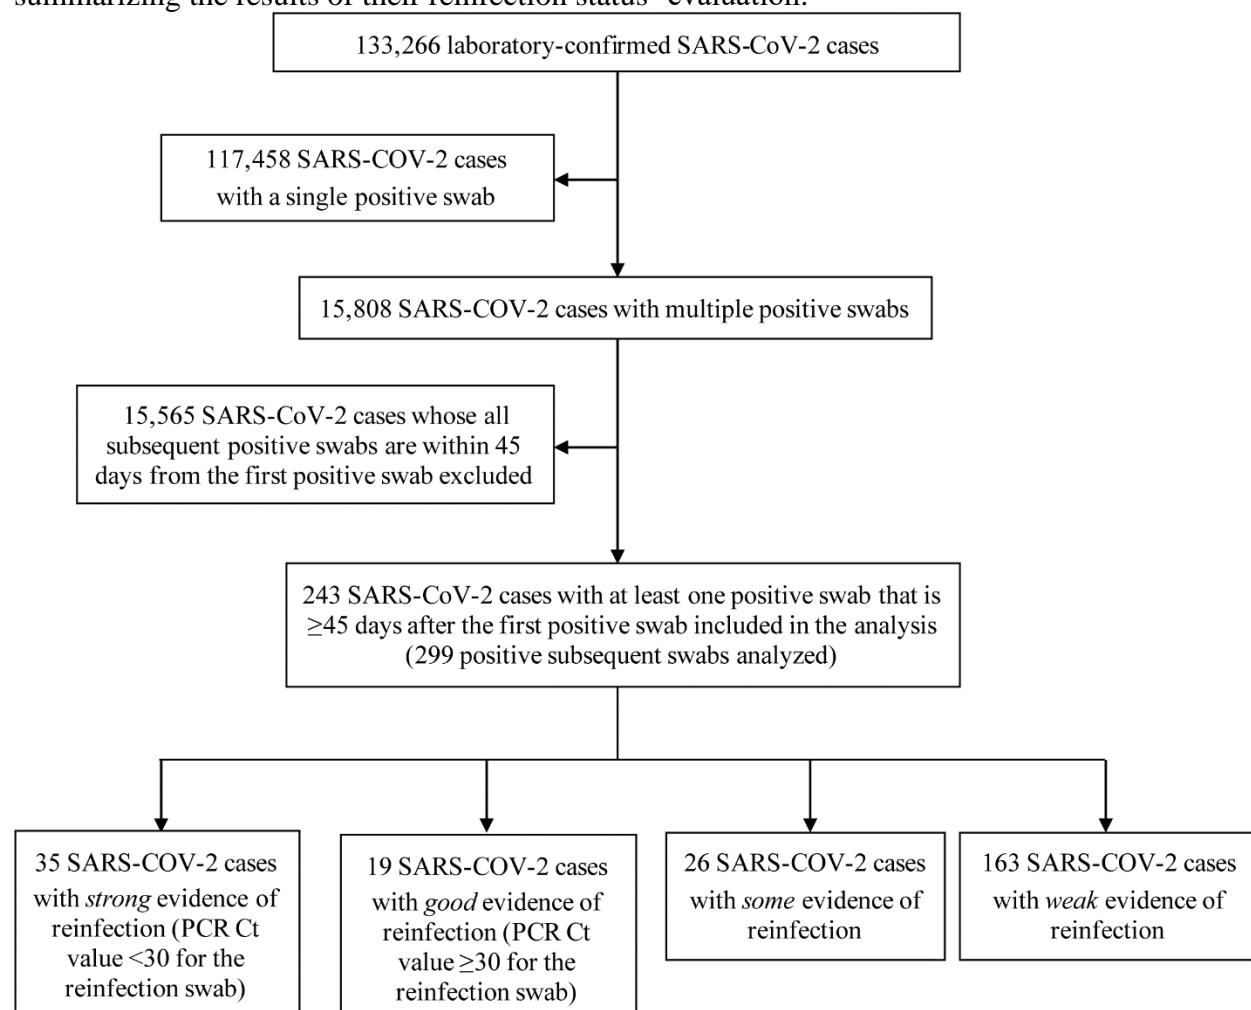 summarizing the results of their reinfection status evaluation.
133,266 laboratory-confirmed SARS-CoV-2 cases
117,458 SARS-COV-2 cases
with a single positive swab
15,808 SARS-COV-2 cases with multiple positive swabs
15,565 SARS-CoV-2 cases whose all
subsequent positive swabs are within 45
days from the first positive swab excluded
243 SARS-CoV-2 cases with at least one positive swab that is
≥45 days after the first positive swab included in the analysis
(299 positive subsequent swabs analyzed)
35 SARS-COV-2 cases
with strong evidence of
reinfection (PCR Ct
value <30 for the
reinfection swab)
19 SARS-COV-2 cases
with good evidence of
reinfection (PCR Ct
value ≥30 for the
reinfection swab)
26 SARS-COV-2 cases
with some evidence of
reinfection
163 SARS-COV-2 cases
with weak evidence of
reinfection